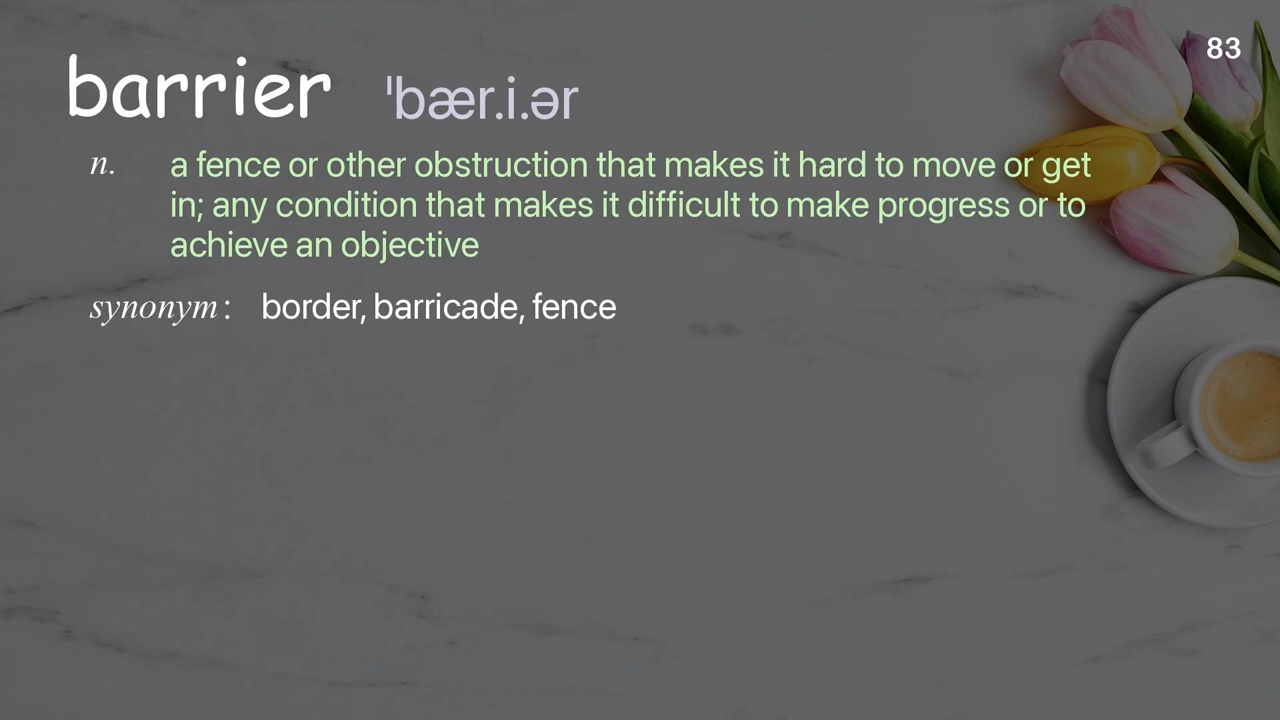 83
barrier ˈbær.i.ər
n. a fence or other obstruction that makes it hard to move or get
in; any condition that makes it difficult to make progress or to
achieve an objective
synonym: border, barricade, fence